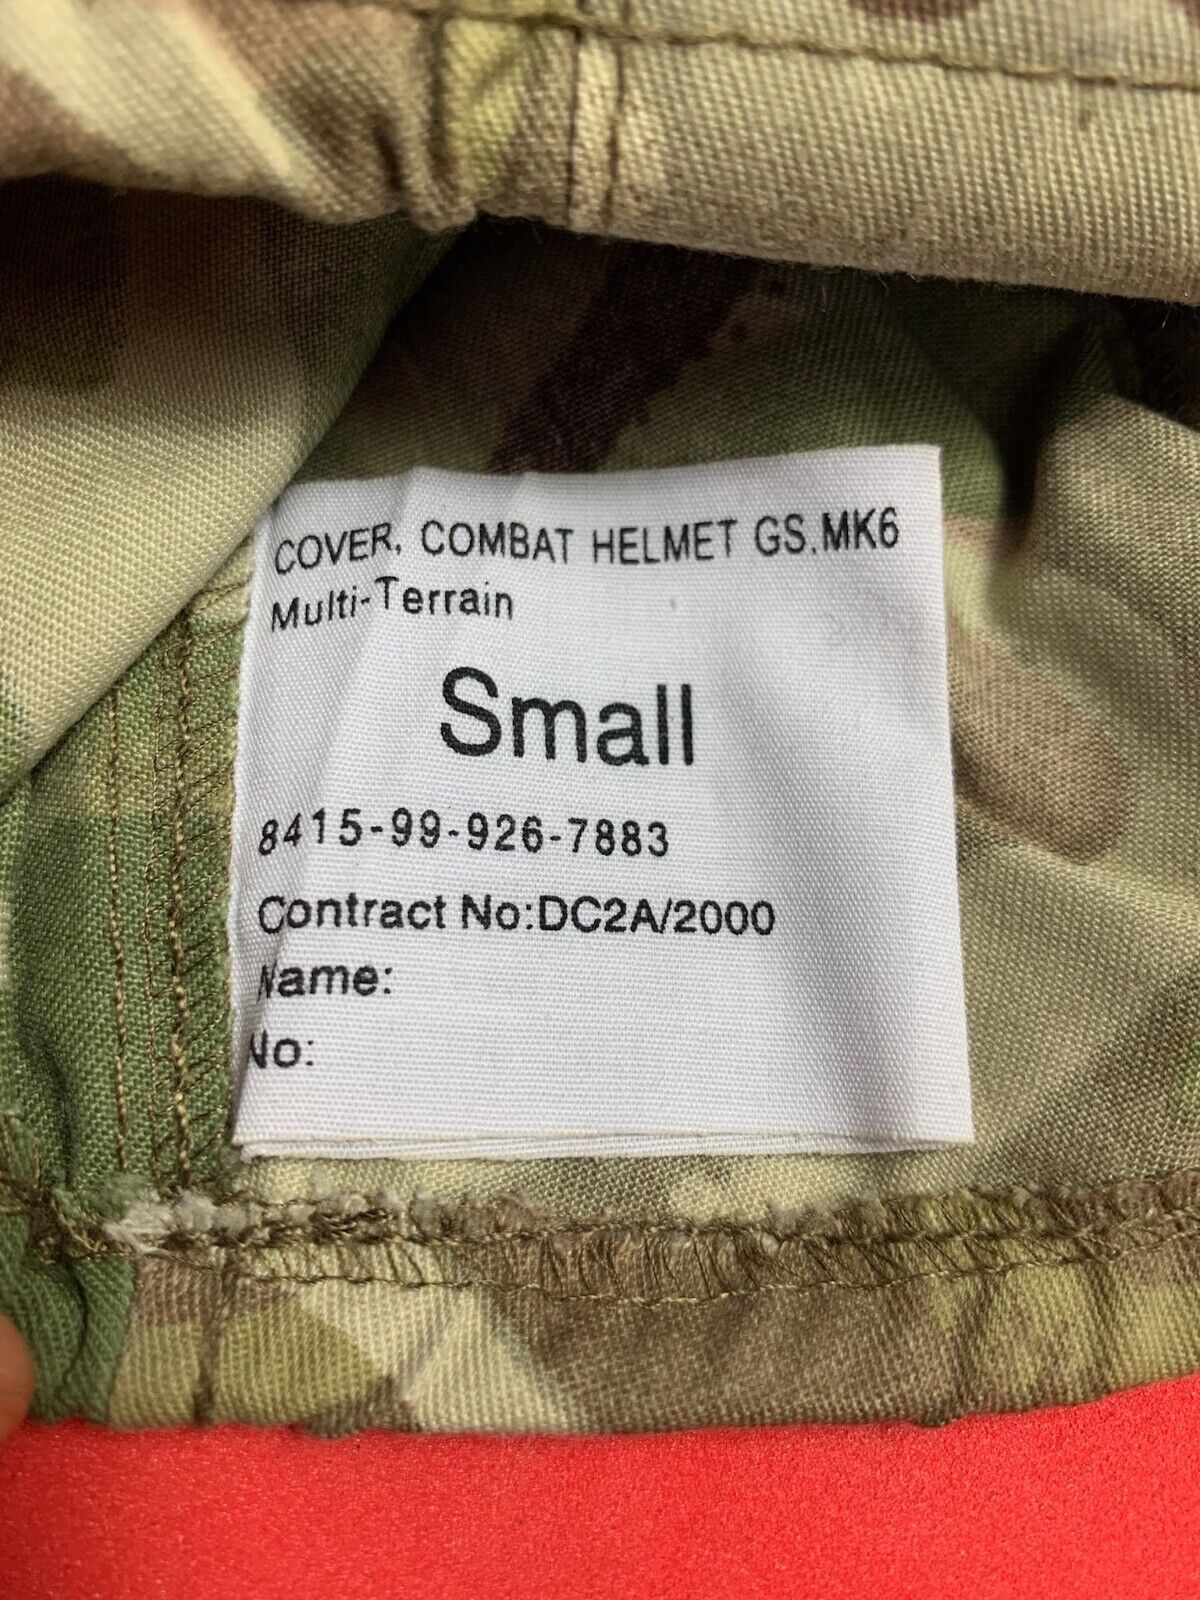 COVER, COMBAT HELMET GS.MK6
Multi-Terrain
Small
8415-99-926-7883
Contract No:DC2A/2000
Name:
No: